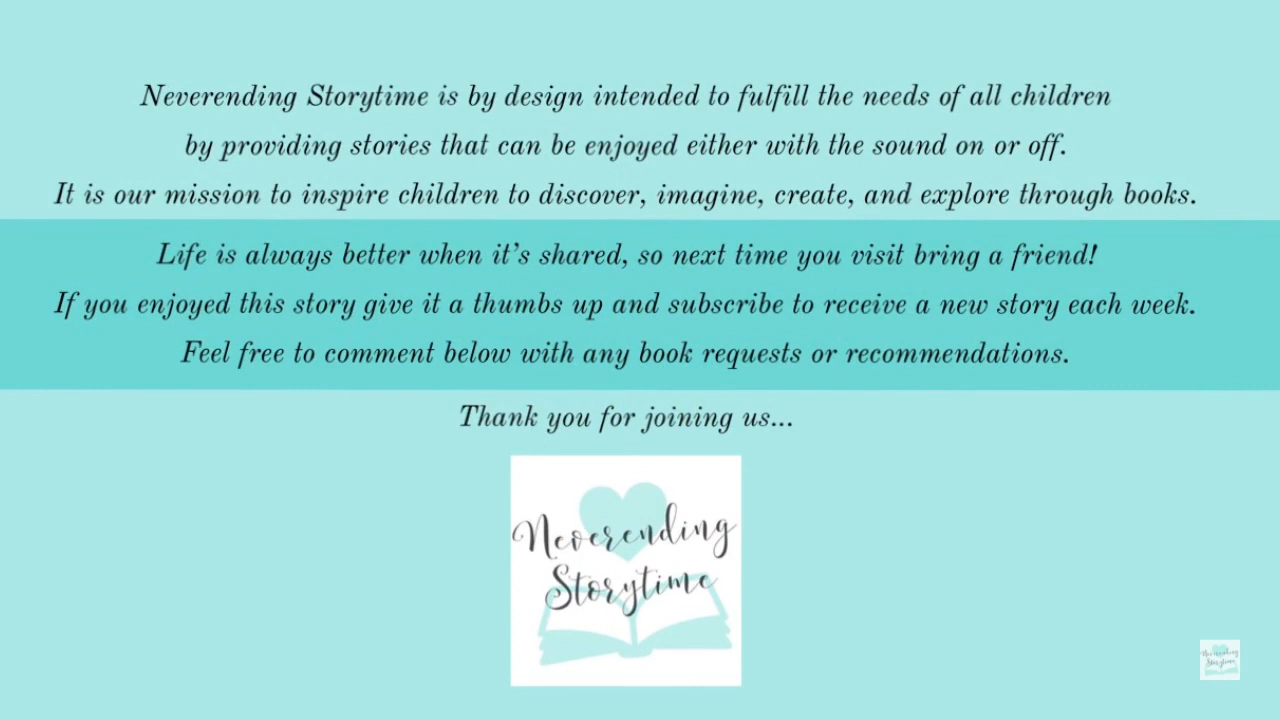 Neverending Storytime is by design intended to fulfill the needs of all children
by providing stories that can be enjoyed either with the sound on or off.
It is our mission to inspire children to discover, imagine, create, and explore through books.
Life is always better when it's shared, so next time you visit bring a friend!
If you enjoyed this story give it a thumbs up and subscribe to receive a new story each week.
Feel free to comment below with any book requests or recommendations.
Thank you for joining us...
Neverending
Storytime
Neverending
Storytime